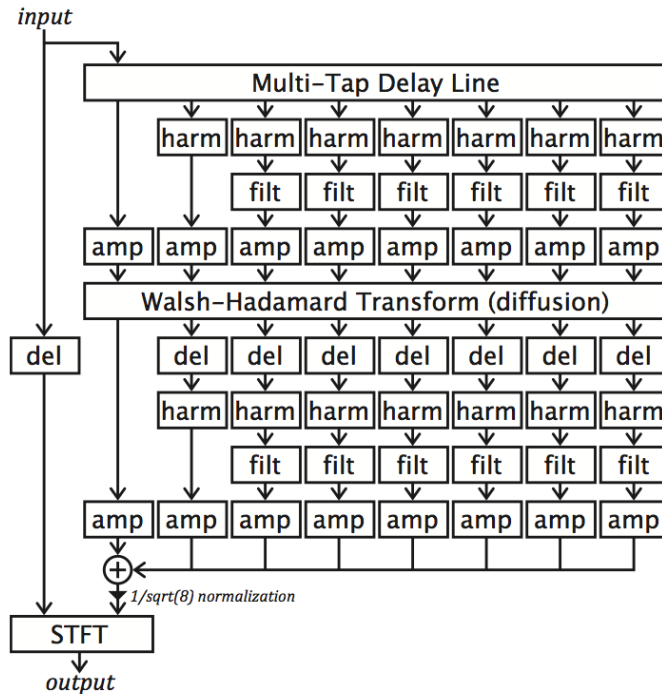 input
Multi-Tap Delay Line
harm harm harm harm harm harm harm
filt filt filt filt filt filt
amp amp amp amp amp amp amp amp
Walsh-Hadamard Transform (diffusion)
del del del del del del del del
harm harm harm harm harm harm harm
filt filt filt filt filt filt
amp amp amp amp amp amp amp amp
+
1/sqrt(8) normalization
STFT
output